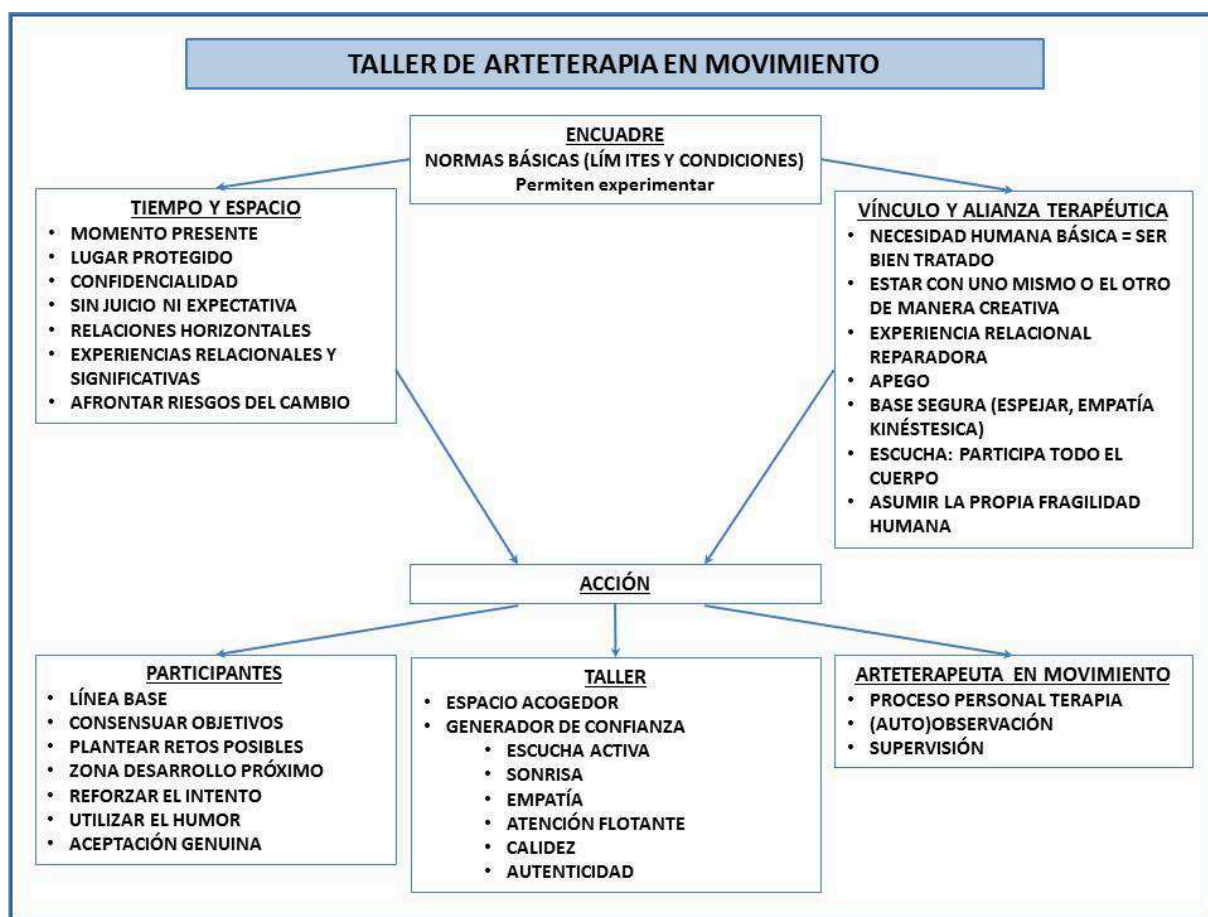 TALLER DE ARTETERAPIA EN MOVIMIENTO
ENCUADRE
NORMAS BÁSICAS (LÍM ITES Y CONDICIONES)
Permiten experimentar
TIEMPO Y ESPACIO
• MOMENTO PRESENTE
• LUGAR PROTEGIDO
• CONFIDENCIALIDAD
• SIN JUICIO NI EXPECTATIVA
• RELACIONES HORIZONTALES
• EXPERIENCIAS RELACIONALES Y
SIGNIFICATIVAS
• AFRONTAR RIESGOS DEL CAMBIO
VÍNCULO Y ALIANZA TERAPÉUTICA
• NECESIDAD HUMANA BÁSICA = SER
BIEN TRATADO
• ESTAR CON UNO MISMO O EL OTRO
DE MANERA CREATIVA
• EXPERIENCIA RELACIONAL
REPARADORA
• APEGO
• BASE SEGURA (ESPEJAR, EMPATÍA
KINÉSTESICA)
• ESCUCHA: PARTICIPA TODO EL
CUERPO
• ASUMIR LA PROPIA FRAGILIDAD
HUMANA
ACCIÓN
PARTICIPANTES
• LÍNEA BASE
• CONSENSUAR OBJETIVOS
• PLANTEAR RETOS POSIBLES
• ZONA DESARROLLO PRÓXIMO
• REFORZAR EL INTENTO
• UTILIZAR EL HUMOR
• ACEPTACIÓN GENUINA
TALLER
• ESPACIO ACOGEDOR
• GENERADOR DE CONFIANZA
• ESCUCHA ACTIVA
• SONRISA
• EMPATÍA
• ATENCIÓN FLOTANTE
• CALIDEZ
• AUTENTICIDAD
ARTETERAPEUTA EN MOVIMIENTO
• PROCESO PERSONAL TERAPIA
• (AUTO)OBSERVACIÓN
• SUPERVISIÓN